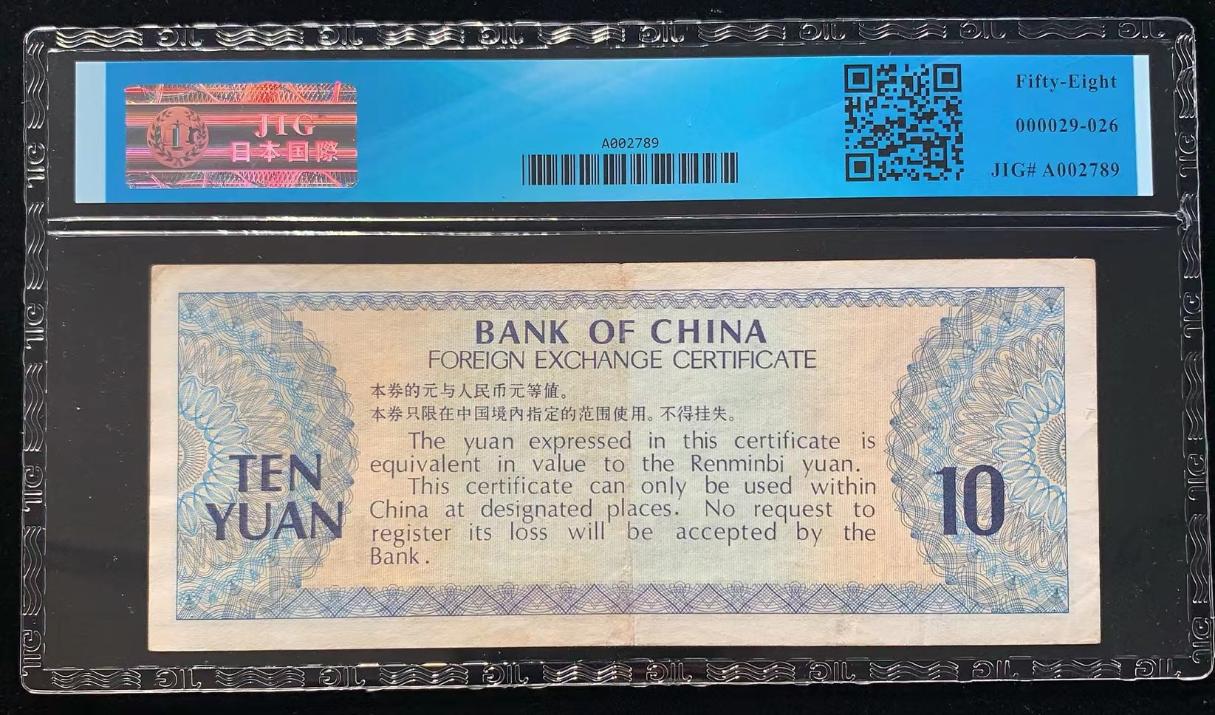 JIG
日本国際
A002789
Fifty-Eight
000029-026
JIG# A002789
BANK OF CHINA
FOREIGN EXCHANGE CERTIFICATE
本券的元与人民币元等值。
本券只限在中国境内指定的范围使用。不得挂失。
The yuan expressed in this certificate is
equivalent in value to the Renminbi yuan.
This certificate can only be used within
China at designated places. No request to
register its loss will be accepted by the
Bank.
TEN
YUAN
10